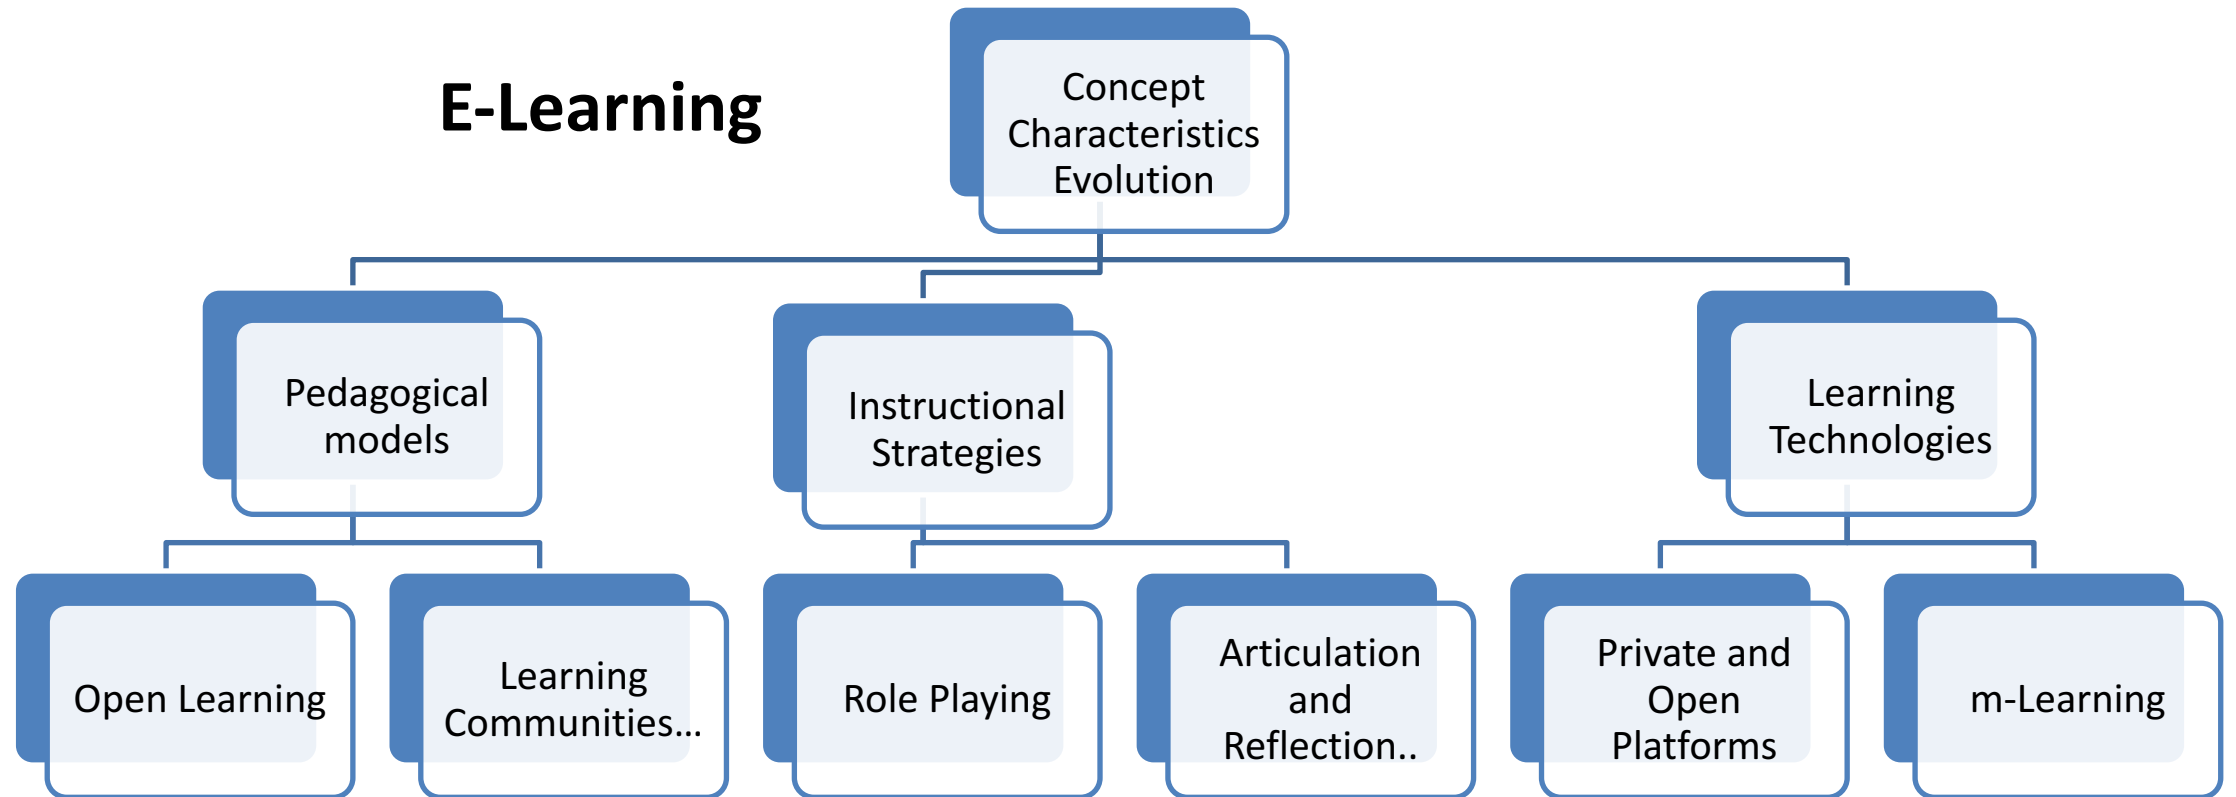 E-Learning
Concept
Characteristics
Evolution
Pedagogical
models
Instructional
Strategies
Learning
Technologies
Open Learning
Learning
Communities...
Role Playing
Articulation
and
Reflection..
Private and
Open
Platforms
m-Learning